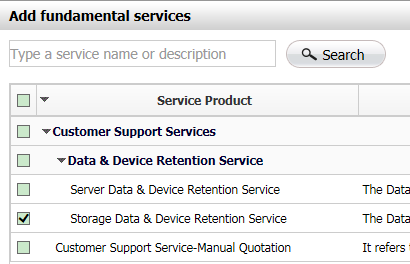 Add fundamental services
Type a service name or description
Search
Service Product
Customer Support Services
Data & Device Retention Service
Server Data & Device Retention Service
The Data
Storage Data & Device Retention Service
The Data
Customer Support Service-Manual Quotation
It refers t